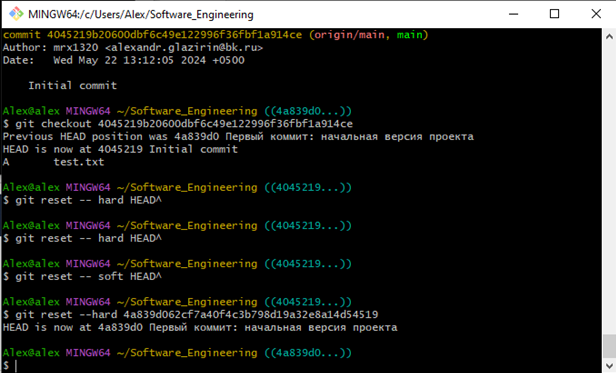 MINGW64:/c/Users/Alex/Software_Engineering
commit 4045219b20600dbf6c49e122996f36fbf1a914ce (origin/main, main)
Author: mrx1320 <alexandr.glazirin@bk.ru>
Date:   Wed May 22 13:12:05 2024 +0500
    Initial commit
Alex@alex MINGW64 ~/Software_Engineering ((4a839d0...))
$ git checkout 4045219b20600dbf6c49e122996f36fbf1a914ce
Previous HEAD position was 4a839d0 Первый коммит: начальная версия проекта
HEAD is now at 4045219 Initial commit
A       test.txt
Alex@alex MINGW64 ~/Software_Engineering ((4045219...))
$ git reset -- hard HEAD^
Alex@alex MINGW64 ~/Software_Engineering ((4045219...))
$ git reset -- hard HEAD^
Alex@alex MINGW64 ~/Software_Engineering ((4045219...))
$ git reset -- soft HEAD^
Alex@alex MINGW64 ~/Software_Engineering ((4045219...))
$ git reset --hard 4a839d062cf7a40f4c3b798d19a32e8a14d54519
HEAD is now at 4a839d0 Первый коммит: начальная версия проекта
Alex@alex MINGW64 ~/Software_Engineering ((4a839d0...))
$